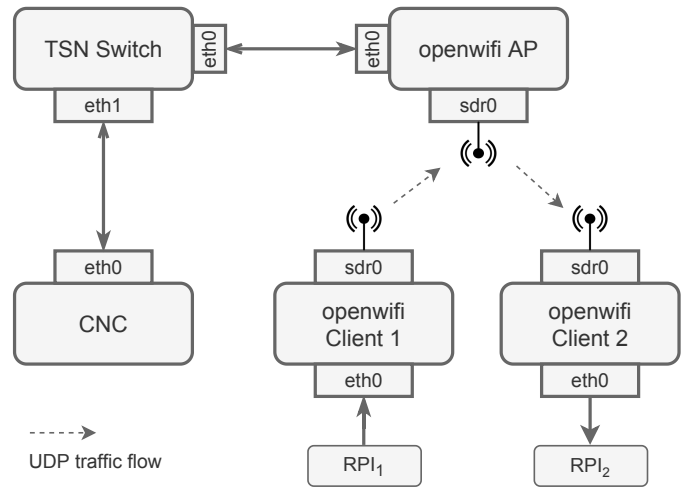 TSN Switch
eth0
eth0
openwifi AP
eth1
sdr0
eth0
sdr0
sdr0
CNC
openwifi
Client 1
openwifi
Client 2
eth0
eth0
UDP traffic flow
RPI₁
RPI₂